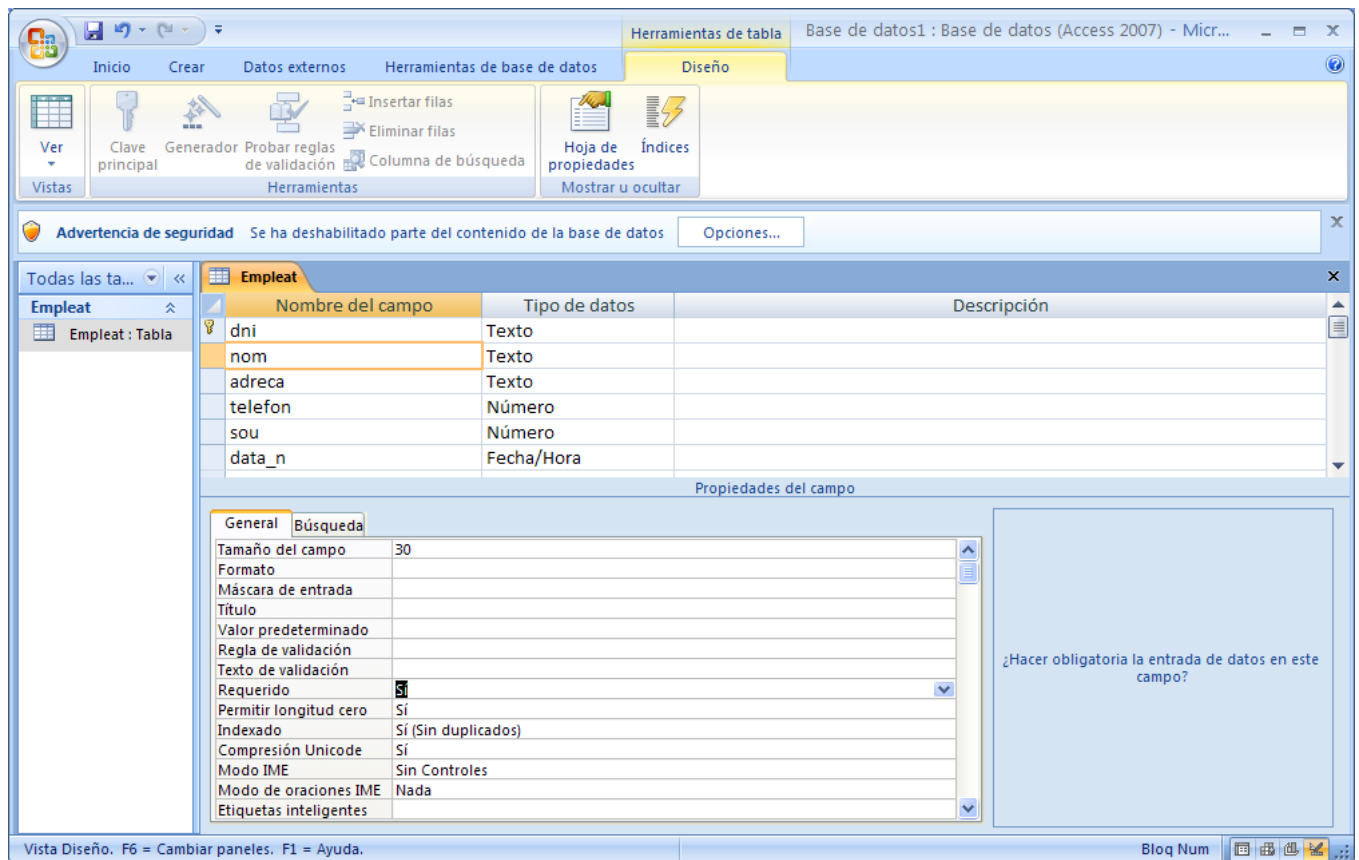 Herramientas de tabla
Base de datos1 : Base de datos (Access 2007) - Micr...
Inicio Crear Datos externos Herramientas de base de datos Diseño
Ver
Clave principal
Generador
Probar reglas de validación
Insertar filas
Eliminar filas
Columna de búsqueda
Hoja de propiedades
Índices
Vistas Herramientas Mostrar u ocultar
Advertencia de seguridad Se ha deshabilitado parte del contenido de la base de datos Opciones...
Todas las ta... «
Empleat
Empleat : Tabla
Empleat
Nombre del campo Tipo de datos Descripción
dni Texto
nom Texto
adreca Texto
telefon Número
sou Número
data_n Fecha/Hora
Propiedades del campo
General Búsqueda
Tamaño del campo 30
Formato
Máscara de entrada
Título
Valor predeterminado
Regla de validación
Texto de validación
Requerido Sí
Permitir longitud cero Sí
Indexado Sí (Sin duplicados)
Compresión Unicode Sí
Modo IME Sin Controles
Modo de oraciones IME Nada
Etiquetas inteligentes
¿Hacer obligatoria la entrada de datos en este
campo?
Vista Diseño. F6 = Cambiar paneles. F1 = Ayuda. Bloq Num